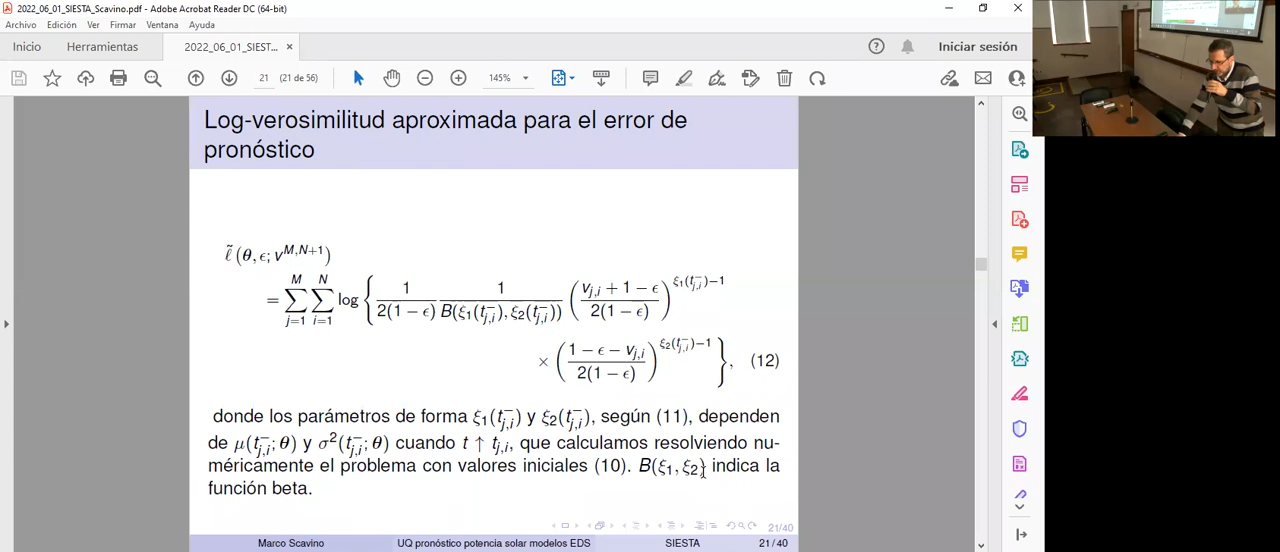 2022_06_01_SIESTA_Scavino.pdf - Adobe Acrobat Reader DC (64-bit)
Archivo Edición Ver Firmar Ventana Ayuda
Inicio Herramientas 2022_06_01_SIEST... × Iniciar sesión
21 (21 de 56) 145%
Log-verosimilitud aproximada para el error de
pronóstico
ℓ̃ (θ, ϵ; v^{M,N+1})
= ∑_{j=1}^{M} ∑_{i=1}^{N} log { \frac{1}{2(1 − ϵ)} \frac{1}{B(ξ₁(t⁻_{j,i}), ξ₂(t⁻_{j,i}))} ( \frac{v_{j,i} + 1 − ϵ}{2(1 − ϵ)} )^{ξ₁(t⁻_{j,i})−1}
× ( \frac{1 − ϵ − v_{j,i}}{2(1 − ϵ)} )^{ξ₂(t⁻_{j,i})−1} }, (12)
donde los parámetros de forma ξ₁(t⁻_{j,i}) y ξ₂(t⁻_{j,i}), según (11), dependen
de μ(t⁻_{j,i}; θ) y σ²(t⁻_{j,i}; θ) cuando t ↑ t_{j,i}, que calculamos resolviendo nu-
méricamente el problema con valores iniciales (10). B(ξ₁, ξ₂) indica la
función beta.
21/40
Marco Scavino UQ pronóstico potencia solar modelos EDS SIESTA 21 / 40